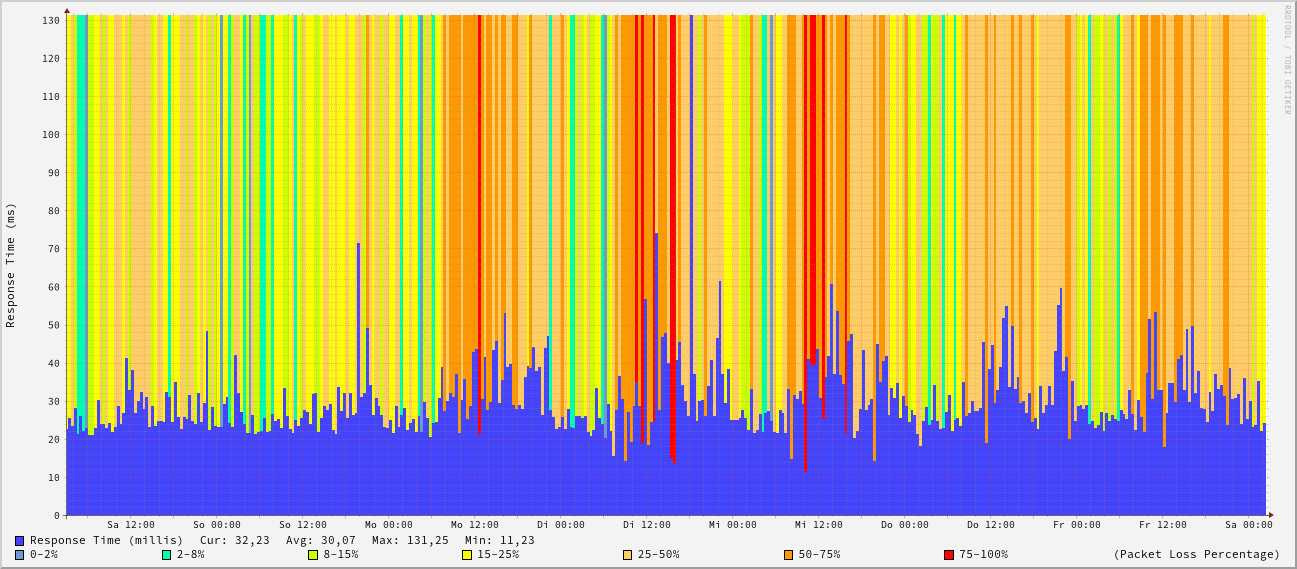 130
120
110
100
90
80
70
60
50
40
30
20
10
0
Response Time (ms)
RRDTOOL / TOBI OETIKER
Sa 12:00 So 00:00 So 12:00 Mo 00:00 Mo 12:00 Di 00:00 Di 12:00 Mi 00:00 Mi 12:00 Do 00:00 Do 12:00 Fr 00:00 Fr 12:00 Sa 00:00
Response Time (millis) Cur: 32,23 Avg: 30,07 Max: 131,25 Min: 11,23
0-2% 2-8% 8-15% 15-25% 25-50% 50-75% 75-100% (Packet Loss Percentage)